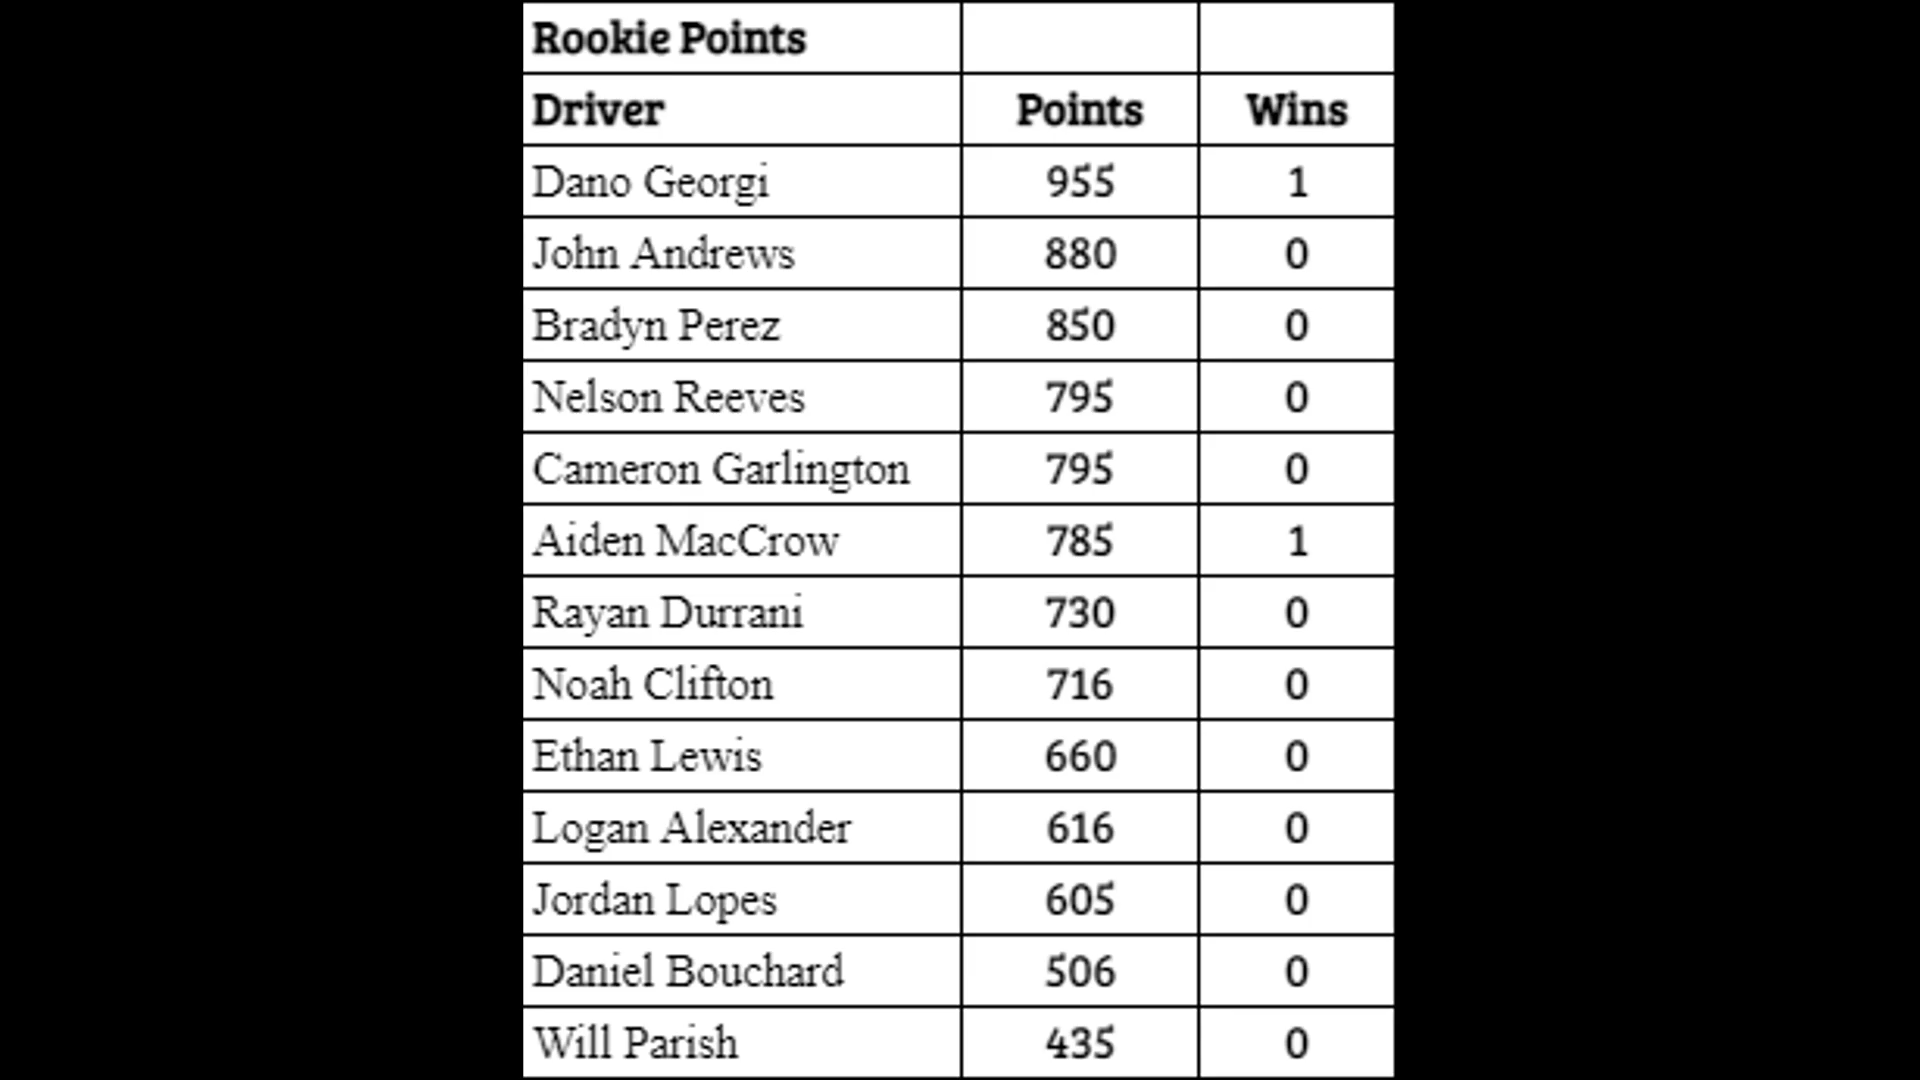 Rookie Points
Driver Points Wins
Dano Georgi 955 1
John Andrews 880 0
Bradyn Perez 850 0
Nelson Reeves 795 0
Cameron Garlington 795 0
Aiden MacCrow 785 1
Rayan Durrani 730 0
Noah Clifton 716 0
Ethan Lewis 660 0
Logan Alexander 616 0
Jordan Lopes 605 0
Daniel Bouchard 506 0
Will Parish 435 0